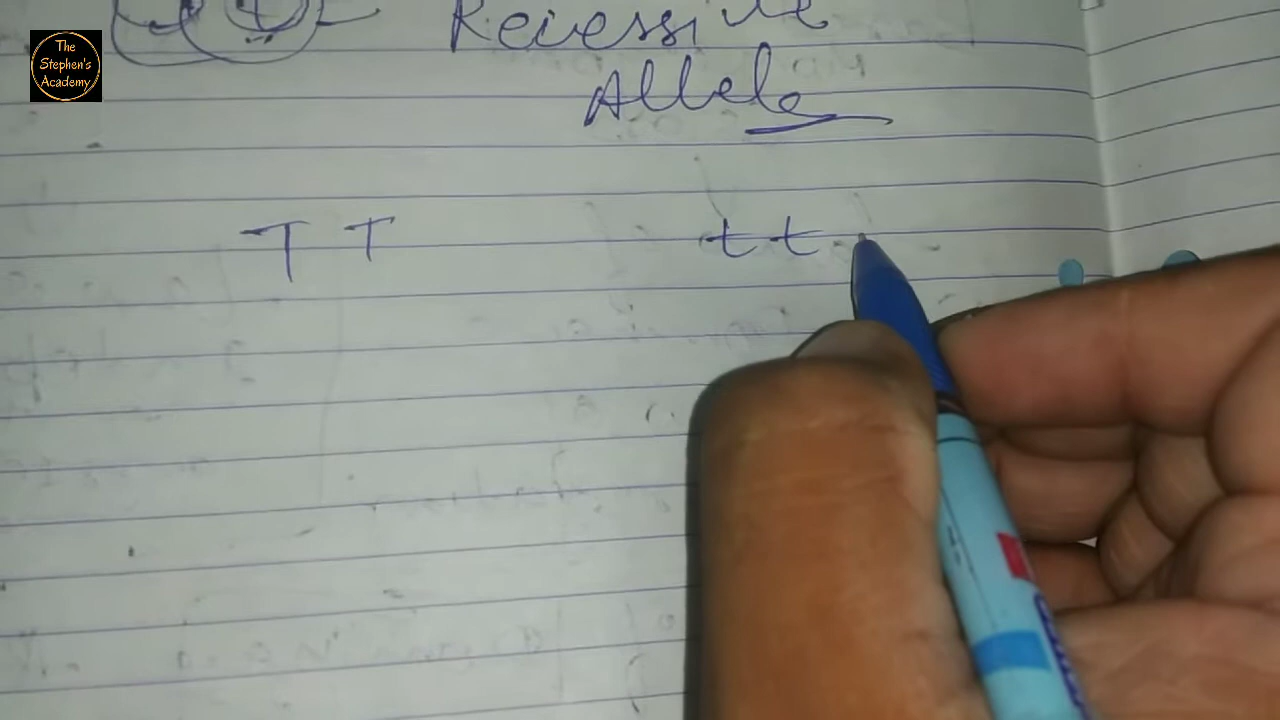 The
Stephen's
Academy
Recessive
Allele
T T t t